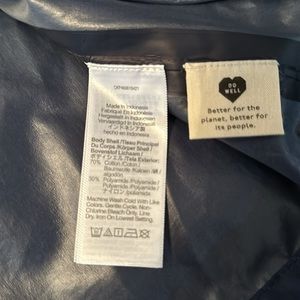 Made In Indonesia
Fabriqué En Indonésie
Hergestellt in Indonesien
Vervaardigd in Indonesië
インドネシア製
Hecho en Indonesia
Body Shell/Tissu Principal
Du Corps/Körper Shell/
Bovenstof Lichaam/
ボディシェル/Tela Exterior:
70% Cotton/Coton/
Baumwolle/Katoen/綿/
algodón
30% Polyamide/Polyamide/
Polyamid/Polyamide/
ナイロン/poliamida
Machine Wash Cold With Like
Colors. Gentle Cycle. Non-
Chlorine Bleach Only. Line
Dry. Iron On Lowest Setting.
DO
WELL
Better for the
planet, better for
its people.